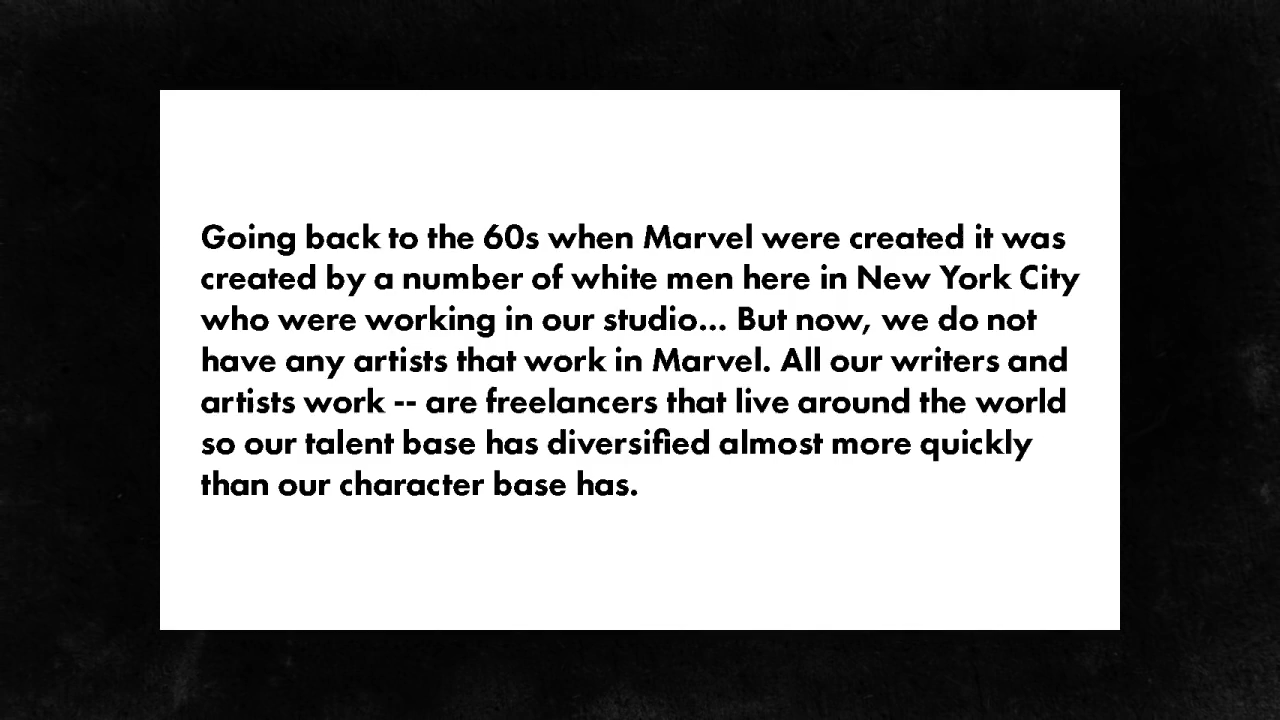 Going back to the 60s when Marvel were created it was
created by a number of white men here in New York City
who were working in our studio... But now, we do not
have any artists that work in Marvel. All our writers and
artists work -- are freelancers that live around the world
so our talent base has diversified almost more quickly
than our character base has.